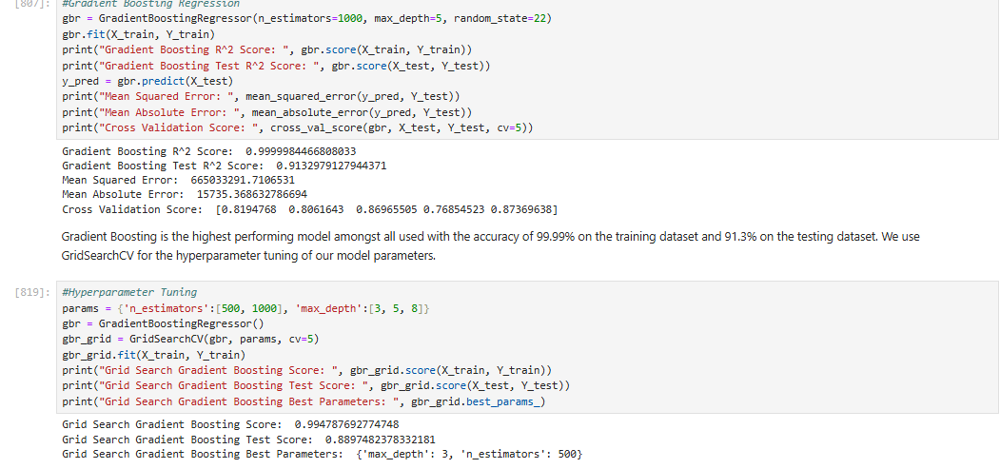 [807]: #Gradient Boosting Regression
gbr = GradientBoostingRegressor(n_estimators=1000, max_depth=5, random_state=22)
gbr.fit(X_train, Y_train)
print("Gradient Boosting R^2 Score: ", gbr.score(X_train, Y_train))
print("Gradient Boosting Test R^2 Score: ", gbr.score(X_test, Y_test))
y_pred = gbr.predict(X_test)
print("Mean Squared Error: ", mean_squared_error(y_pred, Y_test))
print("Mean Absolute Error: ", mean_absolute_error(y_pred, Y_test))
print("Cross Validation Score: ", cross_val_score(gbr, X_test, Y_test, cv=5))
Gradient Boosting R^2 Score:  0.9999984466808033
Gradient Boosting Test R^2 Score:  0.9132979127944371
Mean Squared Error:  665033291.7106531
Mean Absolute Error:  15735.368632786694
Cross Validation Score:  [0.8194768  0.8061643  0.86965505 0.76854523 0.87369638]
Gradient Boosting is the highest performing model amongst all used with the accuracy of 99.99% on the training dataset and 91.3% on the testing dataset. We use
GridSearchCV for the hyperparameter tuning of our model parameters.
[819]: #Hyperparameter Tuning
params = {'n_estimators':[500, 1000], 'max_depth':[3, 5, 8]}
gbr = GradientBoostingRegressor()
gbr_grid = GridSearchCV(gbr, params, cv=5)
gbr_grid.fit(X_train, Y_train)
print("Grid Search Gradient Boosting Score: ", gbr_grid.score(X_train, Y_train))
print("Grid Search Gradient Boosting Test Score: ", gbr_grid.score(X_test, Y_test))
print("Grid Search Gradient Boosting Best Parameters: ", gbr_grid.best_params_)
Grid Search Gradient Boosting Score:  0.994787692774748
Grid Search Gradient Boosting Test Score:  0.8897482378332181
Grid Search Gradient Boosting Best Parameters:  {'max_depth': 3, 'n_estimators': 500}